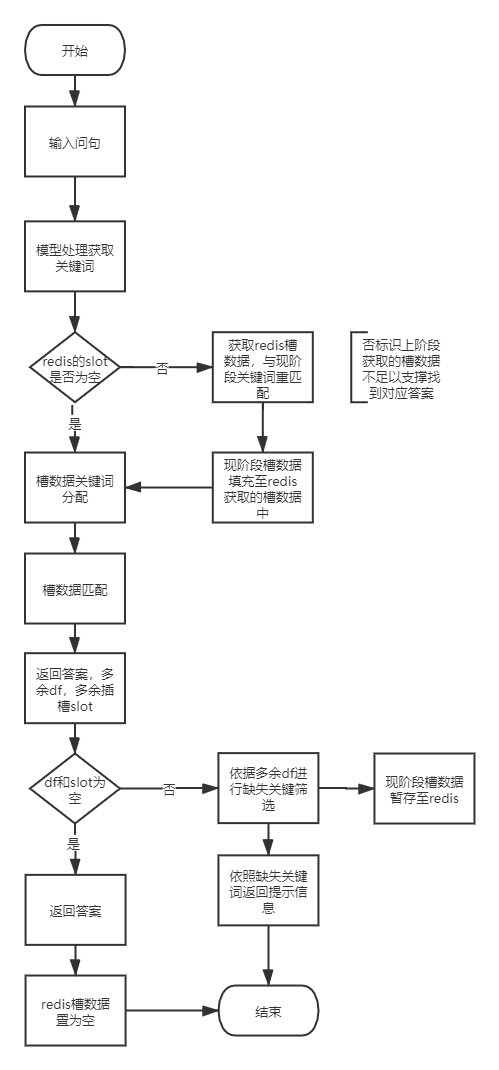 开始
输入问句
模型处理获取
关键词
redis的slot
是否为空
否
获取redis槽
数据，与现阶
段关键词重匹
配
否标识上阶段
获取的槽数据
不足以支撑找
到对应答案
是
槽数据关键词
分配
现阶段槽数据
填充至redis
获取的槽数据
中
槽数据匹配
返回答案，多
余df，多余插
槽slot
df和slot为
空
否
依据多余df进
行缺失关键筛
选
现阶段槽数据
暂存至redis
是
依照缺失关键
词返回提示信
息
返回答案
redis槽数据
置为空
结束